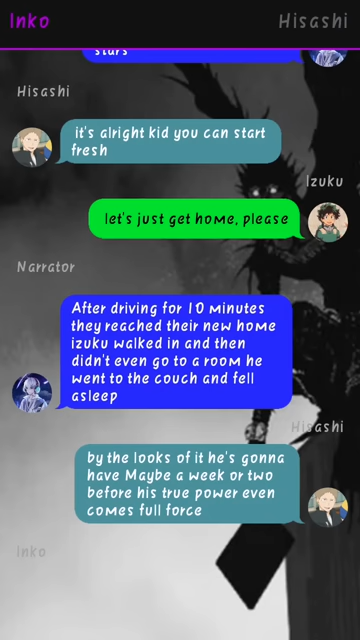 Inko Hisashi
stars
Hisashi
it's alright kid you can start
fresh
Izuku
let's just get home, please
Narrator
After driving for 10 minutes
they reached their new home
izuku walked in and then
didn't even go to a room he
went to the couch and fell
asleep
Hisashi
by the looks of it he's gonna
have Maybe a week or two
before his true power even
comes full force
Inko